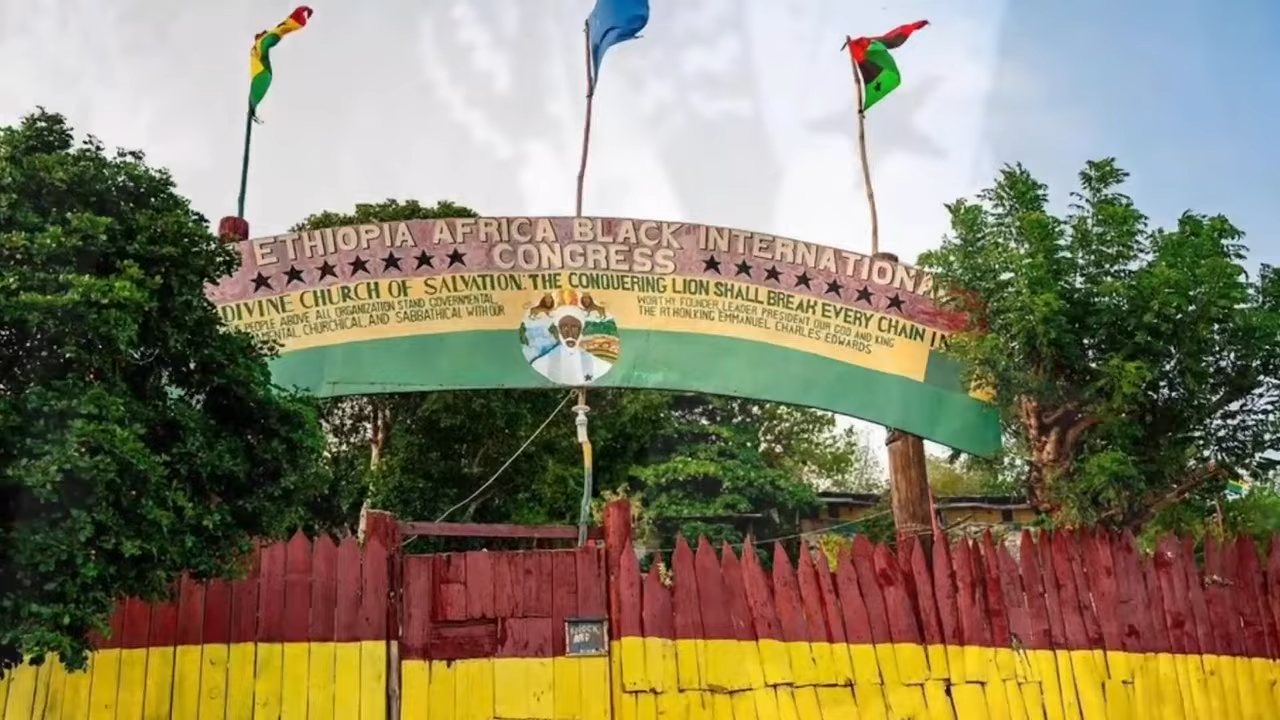 ETHIOPIA AFRICA BLACK INTERNATIONAL
CONGRESS
DIVINE CHURCH OF SALVATION. THE CONQUERING LION SHALL BREAK EVERY CHAIN
PEOPLE ABOVE ALL ORGANIZATION STAND GOVERNMENTAL,
CHURCHICAL, AND SABBATHICAL WITH OUR
WORTHY FOUNDER LEADER PRESIDENT OUR GOD AND KING
THE RT HON. KING EMMANUEL CHARLES EDWARDS
KNOCK